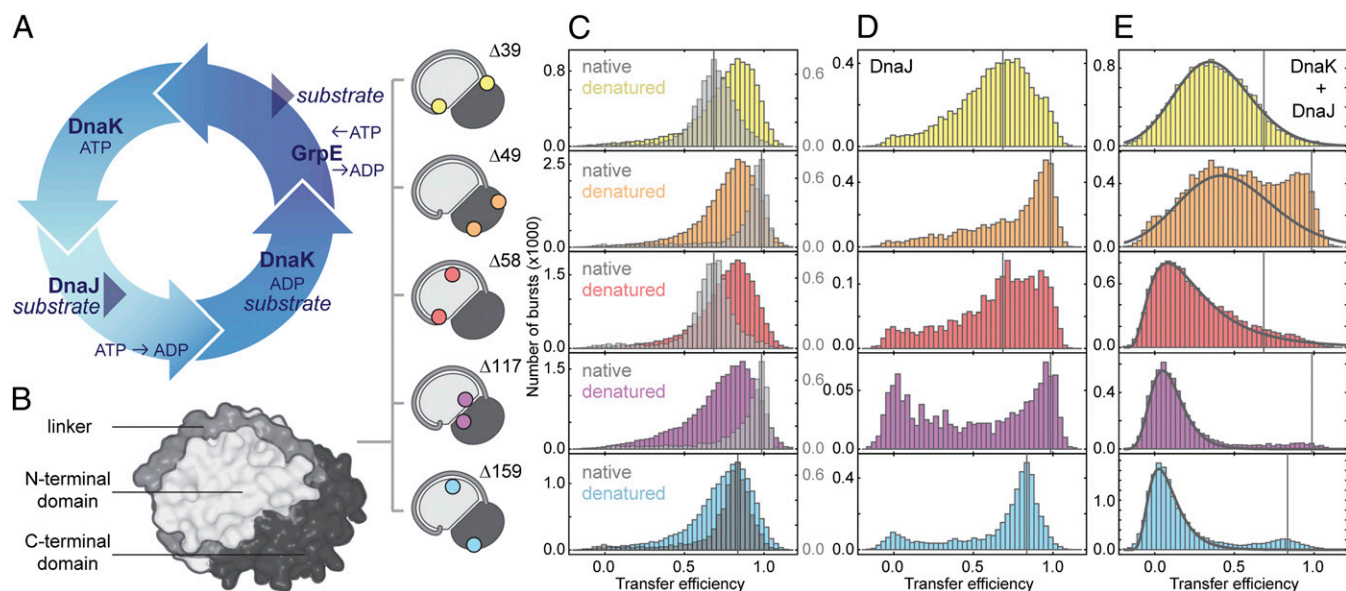 A
DnaK
ATP
substrate
←ATP
GrpE
→ADP
DnaJ
substrate
DnaK
ADP
substrate
ATP → ADP
B
linker
N-terminal
domain
C-terminal
domain
Δ39
Δ49
Δ58
Δ117
Δ159
C
Number of bursts (x1000)
native
denatured
0.8
0.0
0.6
0.0
2.5
0.0
0.6
0.0
native
denatured
1.5
0.0
0.6
0.0
native
denatured
1.5
0.0
0.6
0.0
native
denatured
1.0
0.0
0.6
0.0
native
denatured
0.0 0.5 1.0
Transfer efficiency
D
DnaJ
0.4
0.0
0.4
0.0
0.1
0.0
0.05
0.00
0.4
0.0
0.0 0.5 1.0
Transfer efficiency
E
DnaK
+
DnaJ
0.8
0.0
0.4
0.0
0.8
0.0
0.4
0.0
1.0
0.0
0.0 0.5 1.0
Transfer efficiency